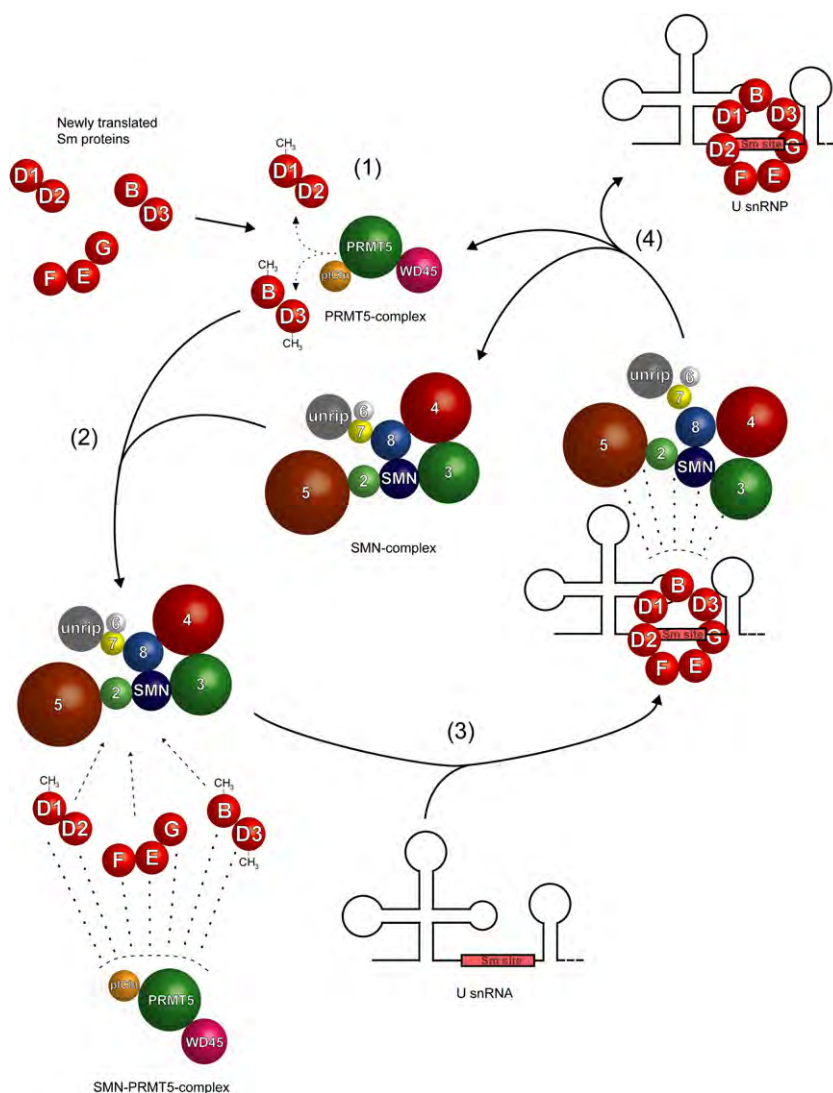 Newly translated
Sm proteins
D1
D2
B
D3
G
E
F
CH3
D1
D2
(1)
PRMT5
pICln
WD45
CH3
B
D3
CH3
PRMT5-complex
B
D1
D3
D2
Sm site
G
F
E
U snRNP
(4)
(2)
unrip
6
7
8
4
5
2
SMN
3
SMN-complex
unrip
6
7
8
4
5
2
SMN
3
B
D1
D3
D2
Sm site
G
F
E
unrip
6
7
8
4
5
2
SMN
3
(3)
CH3
D1
D2
F
E
G
CH3
B
D3
CH3
pICln
PRMT5
WD45
SMN-PRMT5-complex
Sm site
U snRNA